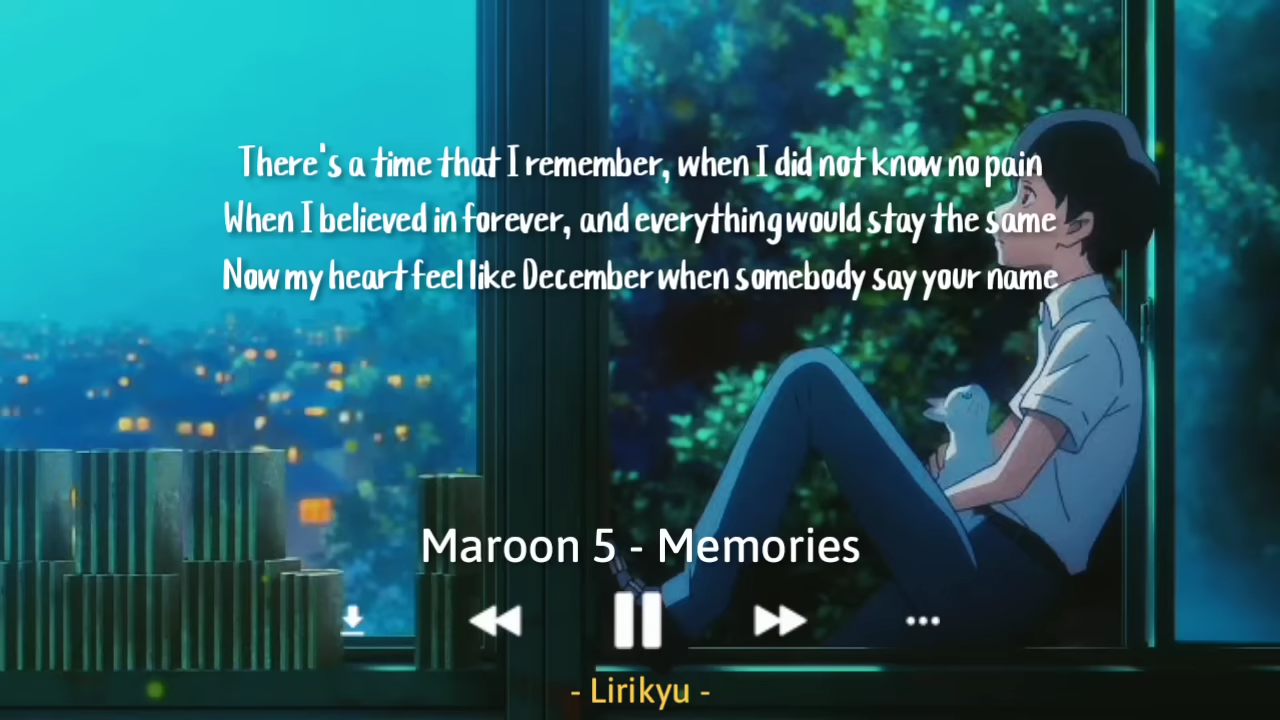 There's a time that I remember, when I did not know no pain
When I believed in forever, and everything would stay the same
Now my heart feel like December when somebody say your name
Maroon 5 - Memories
- Lirikyu -